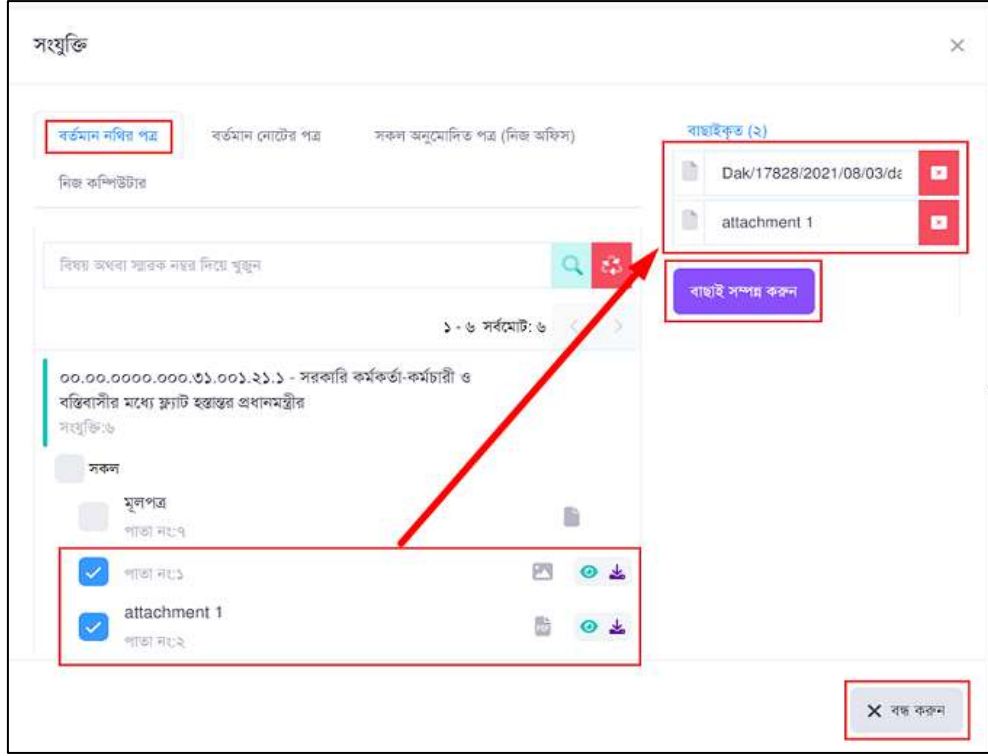 সংযুক্তি
বর্তমান নথির পত্র
বর্তমান নোটের পত্র
সকল অনুমোদিত পত্র (নিজ অফিস)
নিজ কম্পিউটার
বাছাইকৃত (২)
Dak/17828/2021/08/03/da
attachment 1
বাছাই সম্পন্ন করুন
বিষয় অথবা স্মারক নম্বর দিয়ে খুজুন
১ - ৬ সর্বমোট: ৬
০০.০০.০০০০.০০০.৩১.০০১.২১.১ - সরকারি কর্মকর্তা-কর্মচারী ও
বস্তিবাসীর মধ্যে ফ্ল্যাট হস্তান্তর প্রধানমন্ত্রীর
সংযুক্তি:৬
সকল
মূলপত্র
পাতা নং:৭
পাতা নং:১
attachment 1
পাতা নং:২
PDF
বন্ধ করুন